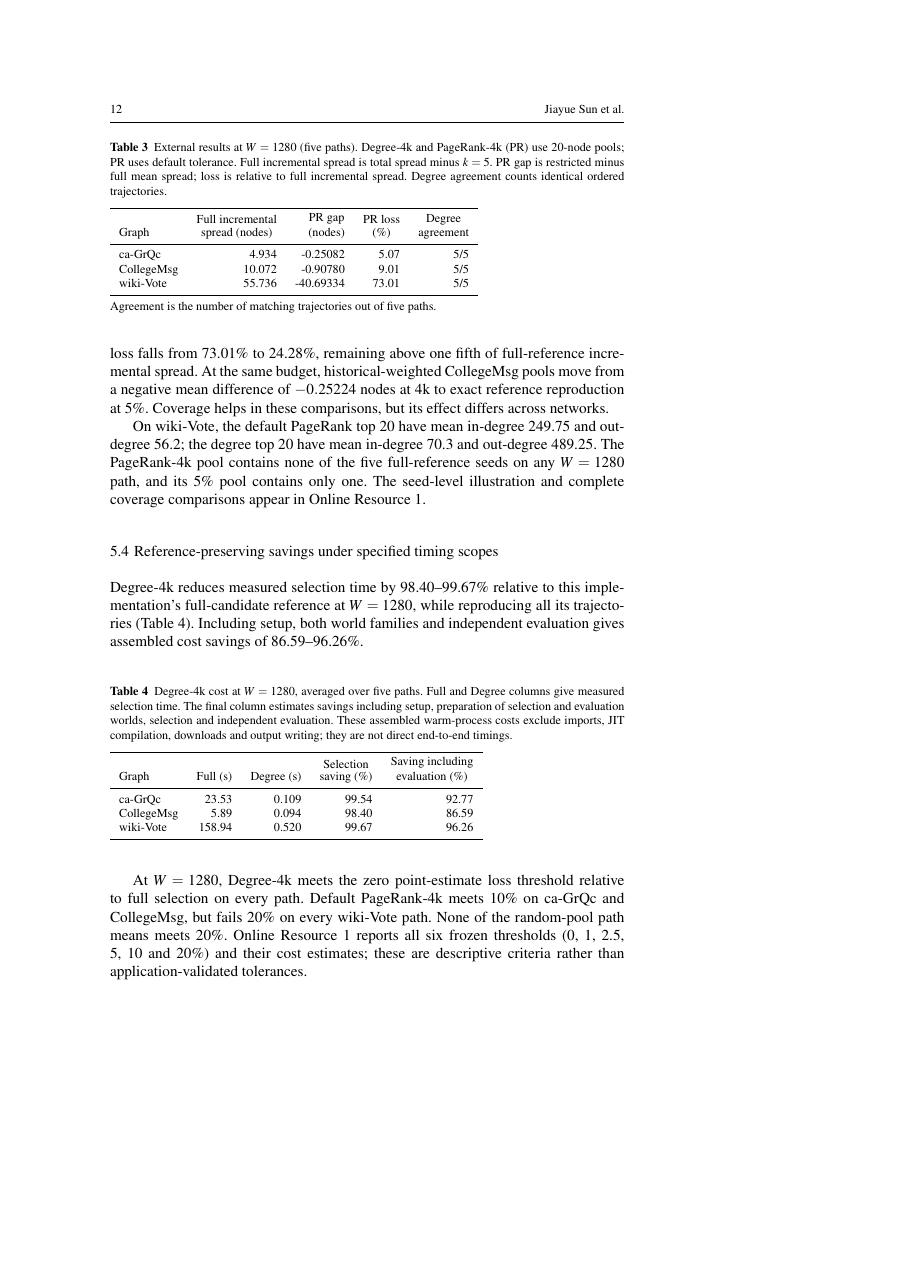 12 Jiayue Sun et al.
Table 3 External results at W = 1280 (five paths). Degree-4k and PageRank-4k (PR) use 20-node pools;
PR uses default tolerance. Full incremental spread is total spread minus k = 5. PR gap is restricted minus
full mean spread; loss is relative to full incremental spread. Degree agreement counts identical ordered
trajectories.
Full incremental PR gap PR loss Degree
Graph spread (nodes) (nodes) (%) agreement
ca-GrQc 4.934 -0.25082 5.07 5/5
CollegeMsg 10.072 -0.90780 9.01 5/5
wiki-Vote 55.736 -40.69334 73.01 5/5
Agreement is the number of matching trajectories out of five paths.
loss falls from 73.01% to 24.28%, remaining above one fifth of full-reference incre-
mental spread. At the same budget, historical-weighted CollegeMsg pools move from
a negative mean difference of −0.25224 nodes at 4k to exact reference reproduction
at 5%. Coverage helps in these comparisons, but its effect differs across networks.
On wiki-Vote, the default PageRank top 20 have mean in-degree 249.75 and out-
degree 56.2; the degree top 20 have mean in-degree 70.3 and out-degree 489.25. The
PageRank-4k pool contains none of the five full-reference seeds on any W = 1280
path, and its 5% pool contains only one. The seed-level illustration and complete
coverage comparisons appear in Online Resource 1.
5.4 Reference-preserving savings under specified timing scopes
Degree-4k reduces measured selection time by 98.40–99.67% relative to this imple-
mentation's full-candidate reference at W = 1280, while reproducing all its trajecto-
ries (Table 4). Including setup, both world families and independent evaluation gives
assembled cost savings of 86.59–96.26%.
Table 4 Degree-4k cost at W = 1280, averaged over five paths. Full and Degree columns give measured
selection time. The final column estimates savings including setup, preparation of selection and evaluation
worlds, selection and independent evaluation. These assembled warm-process costs exclude imports, JIT
compilation, downloads and output writing; they are not direct end-to-end timings.
Selection Saving including
Graph Full (s) Degree (s) saving (%) evaluation (%)
ca-GrQc 23.53 0.109 99.54 92.77
CollegeMsg 5.89 0.094 98.40 86.59
wiki-Vote 158.94 0.520 99.67 96.26
At W = 1280, Degree-4k meets the zero point-estimate loss threshold relative
to full selection on every path. Default PageRank-4k meets 10% on ca-GrQc and
CollegeMsg, but fails 20% on every wiki-Vote path. None of the random-pool path
means meets 20%. Online Resource 1 reports all six frozen thresholds (0, 1, 2.5,
5, 10 and 20%) and their cost estimates; these are descriptive criteria rather than
application-validated tolerances.